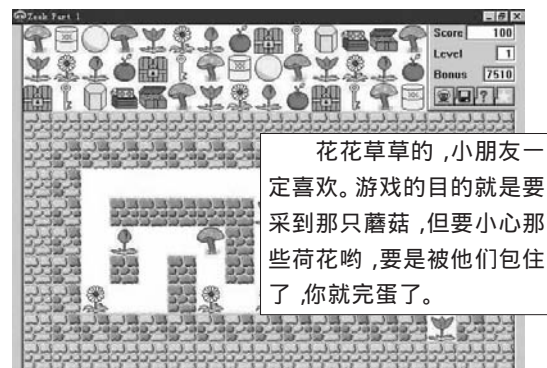 Zeek Part 1
Score 100
Level 1
Bonus 7510
?
花花草草的,小朋友一
定喜欢。游戏的目的就是要
采到那只蘑菇,但要小心那
些荷花哟,要是被他们包住
了,你就完蛋了。